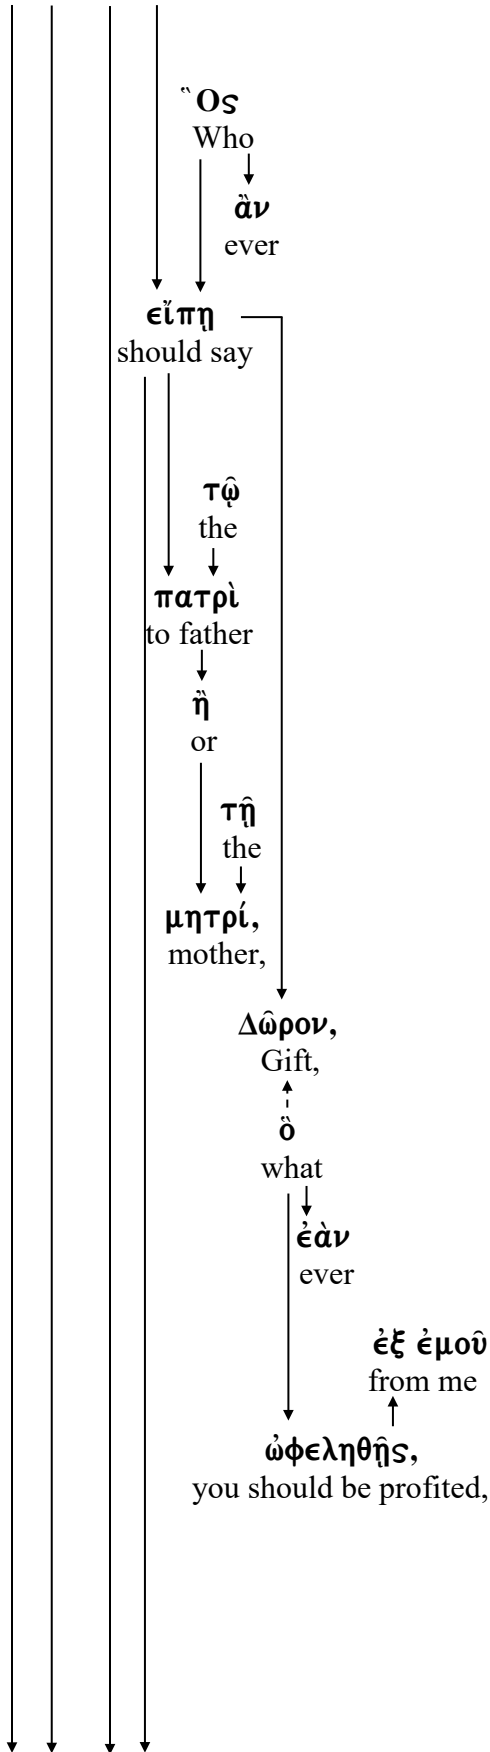 Ὃς
Who
ἂν
ever
εἴπῃ
should say
τῷ
the
πατρὶ
to father
ἢ
or
τῇ
the
μητρί,
mother,
Δῶρον,
Gift,
ὃ
what
ἐὰν
ever
ἐξ ἐμοῦ
from me
ὠφεληθῇς,
you should be profited,